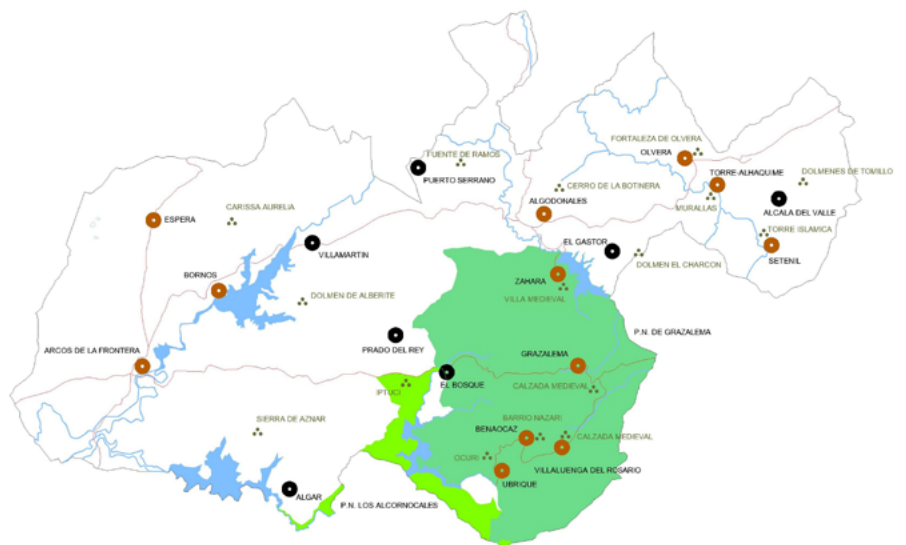 FORTALEZA DE OLVERA
OLVERA
FUENTE DE RAMOS
PUERTO SERRANO
TORRE-ALHAQUIME
DOLMENES DE TOMILLO
CERRO DE LA BOTINERA
ALGODONALES
MURALLAS
ALCALA DEL VALLE
CARISSA AURELIA
ESPERA
TORRE ISLAMICA
SETENIL
VILLAMARTIN
EL GASTOR
DOLMEN EL CHARCON
BORNOS
ZAHARA
VILLA MEDIEVAL
DOLMEN DE ALBERITE
P.N. DE GRAZALEMA
ARCOS DE LA FRONTERA
PRADO DEL REY
GRAZALEMA
EL BOSQUE
CALZADA MEDIEVAL
IPTUCI
SIERRA DE AZNAR
BARRIO NAZARI
BENAOCAZ
CALZADA MEDIEVAL
OCURI
VILLALUENGA DEL ROSARIO
UBRIQUE
ALGAR
P.N. LOS ALCORNOCALES